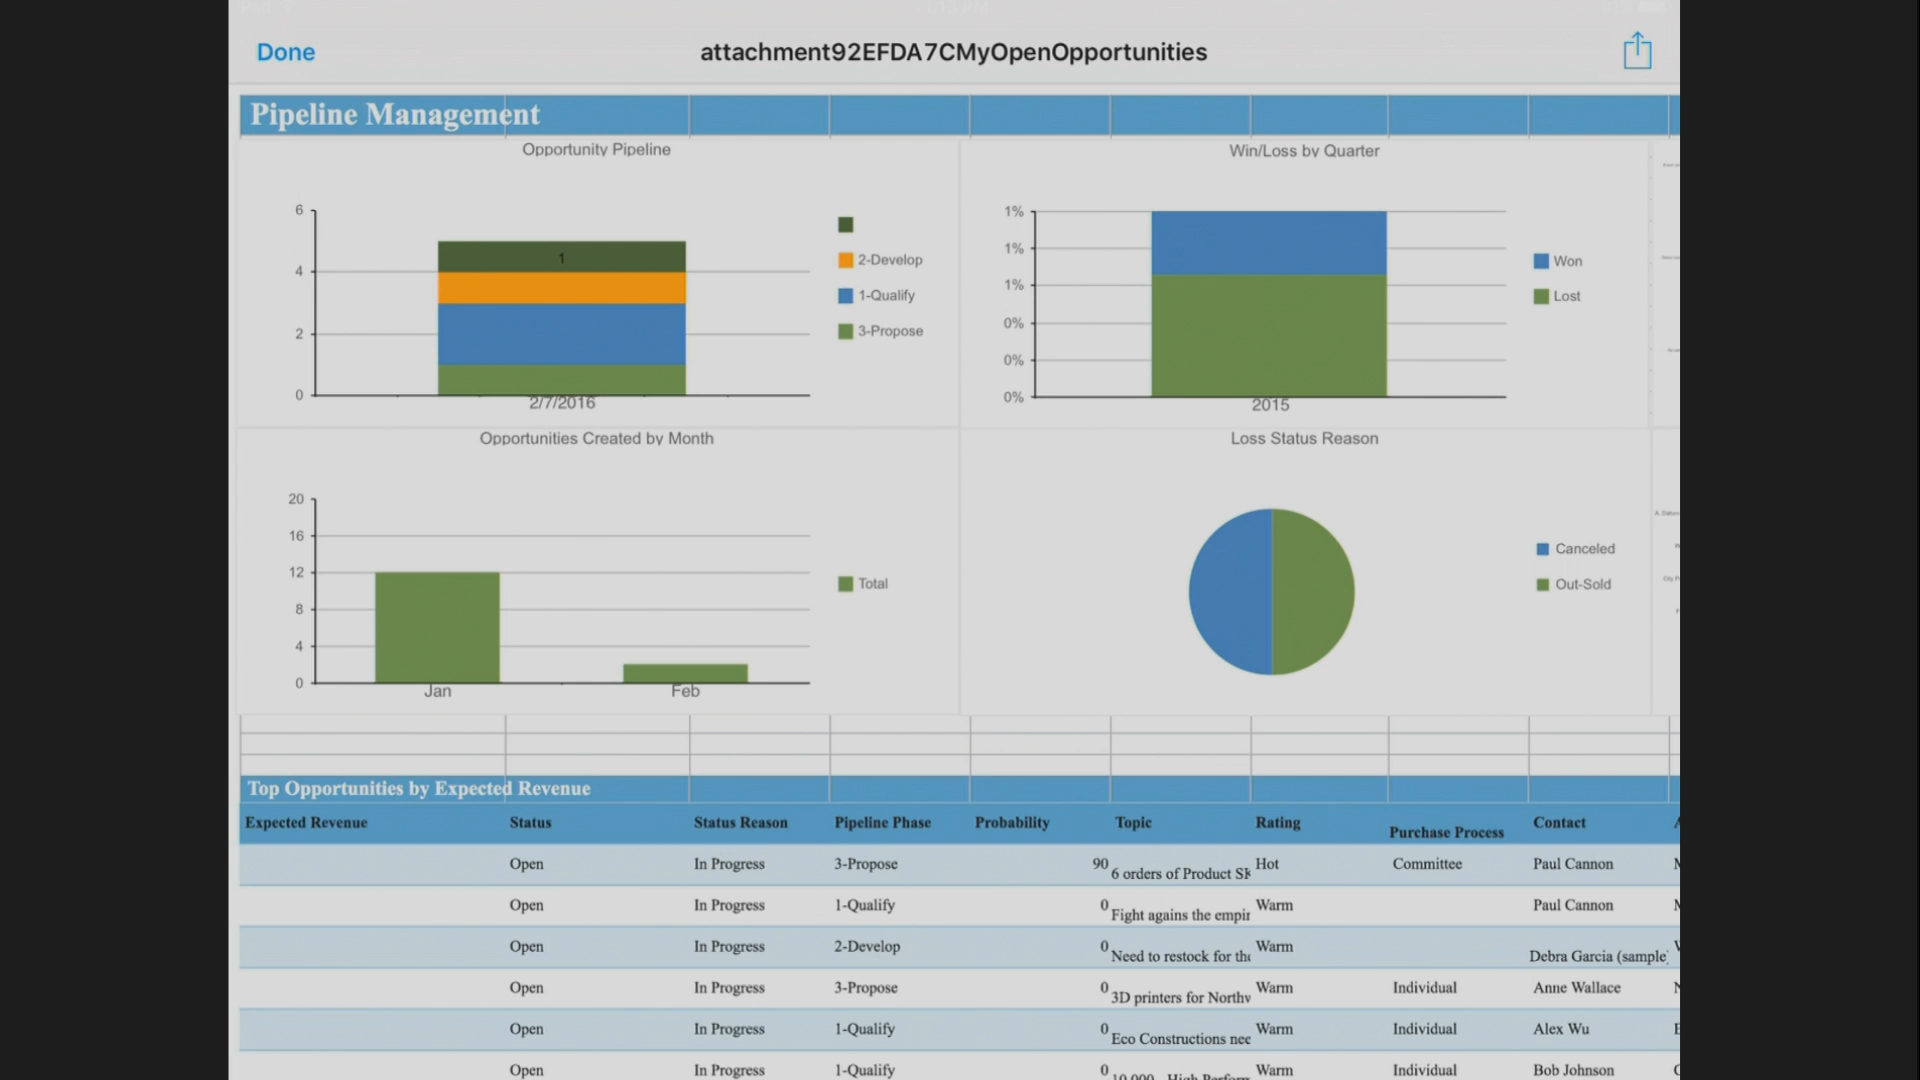 Done
attachment92EFDA7CMyOpenOpportunities
Pipeline Management
Opportunity Pipeline
6
4
2
0
1
2/7/2016
2-Develop
1-Qualify
3-Propose
Win/Loss by Quarter
1%
1%
1%
0%
0%
0%
2015
Won
Lost
Opportunities Created by Month
20
16
12
8
4
0
Jan
Feb
Total
Loss Status Reason
Canceled
Out-Sold
Top Opportunities by Expected Revenue
Expected Revenue Status Status Reason Pipeline Phase Probability Topic Rating Purchase Process Contact
Open In Progress 3-Propose 90 6 orders of Product SK Hot Committee Paul Cannon
Open In Progress 1-Qualify 0 Fight agains the empir Warm Paul Cannon
Open In Progress 2-Develop 0 Need to restock for the Warm Debra Garcia (sample)
Open In Progress 3-Propose 0 3D printers for Northw Warm Individual Anne Wallace
Open In Progress 1-Qualify 0 Eco Constructions nee Warm Individual Alex Wu
Open In Progress 1-Qualify 0 10,000 High Perform Warm Individual Bob Johnson